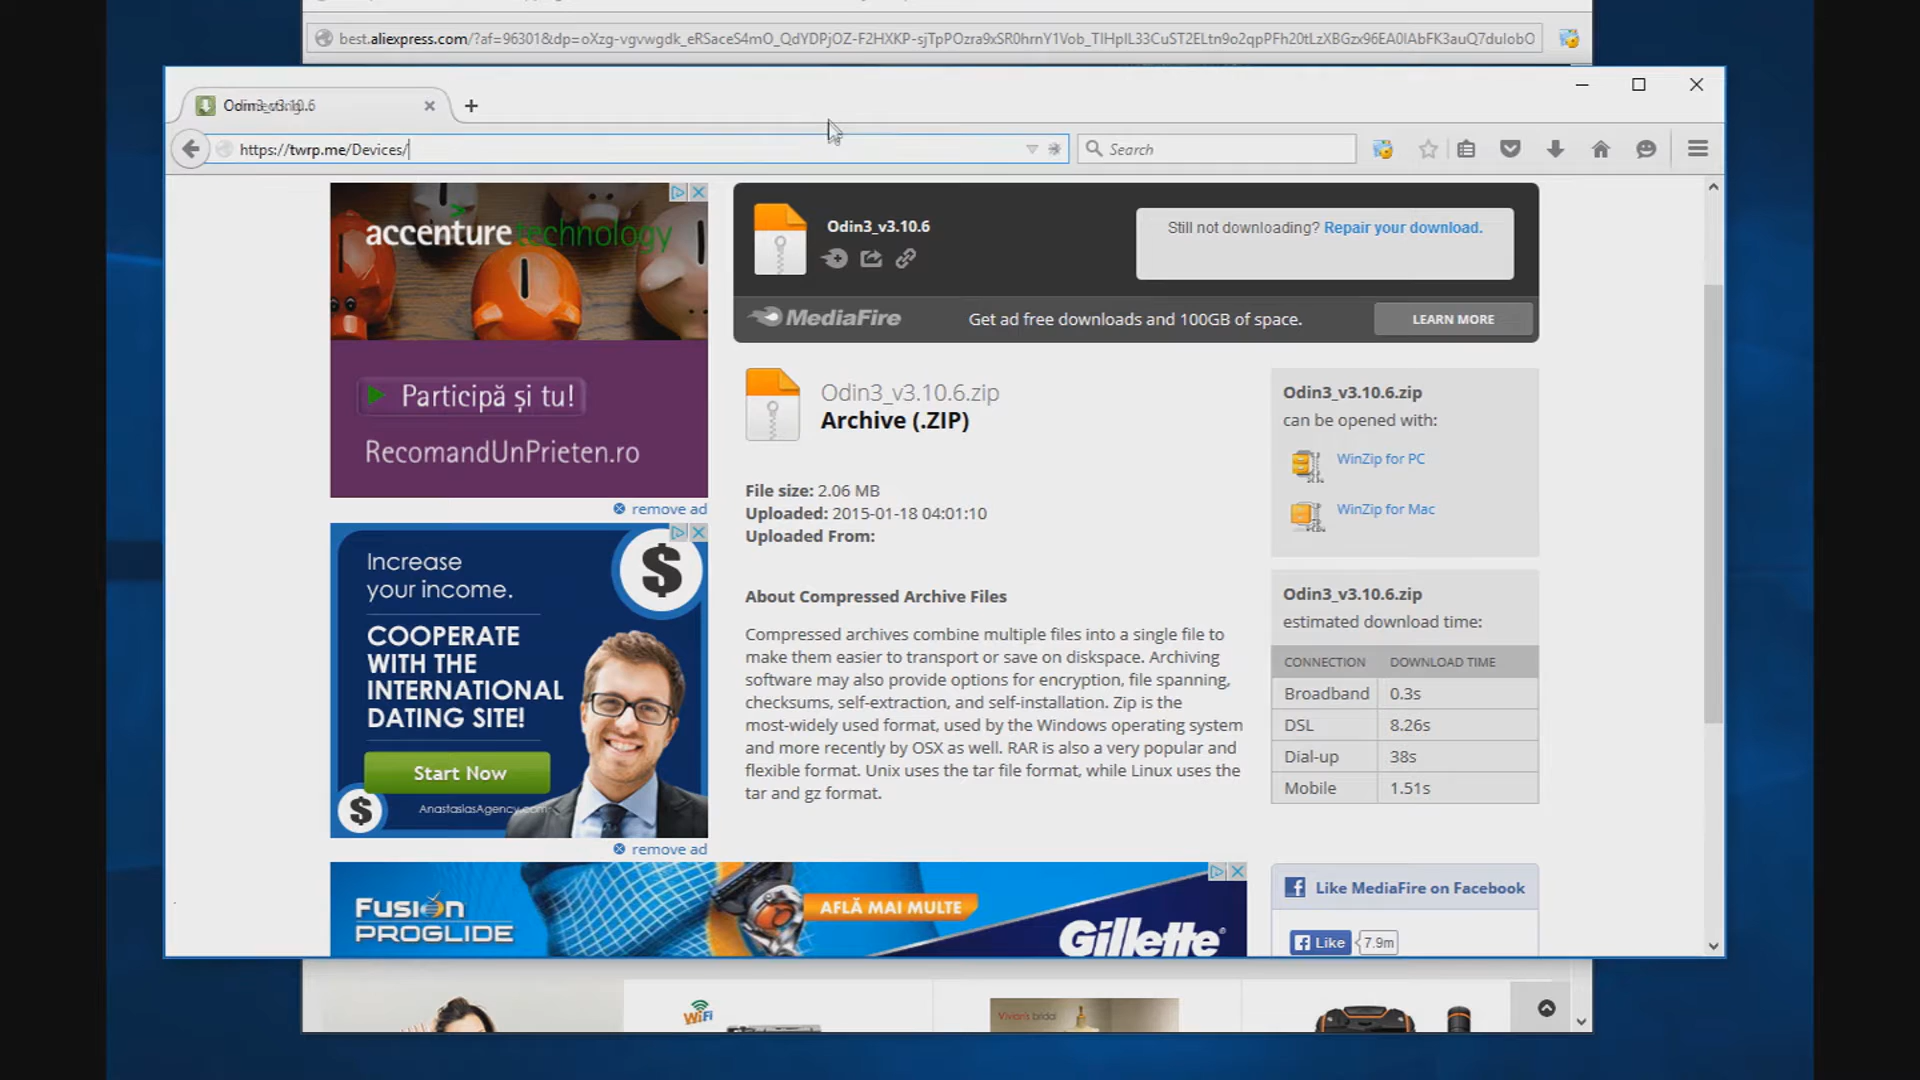 best.aliexpress.com/?af=96301&dp=oXzg-vgvwgdk_eRSaceS4mO_QdYDPjOZ-F2HXKP-sjTpPOzra9xSR0hrnY1Vob_TIHpIL33CuST2ELtn9o2qpPFh20tLzXBGzx96EA0IAbFK3auQ7dulobO
https://twrp.me/Devices/
Search
accenture technology
Participă și tu!
RecomandUnPrieten.ro
remove ad
Increase
your income.
COOPERATE
WITH THE
INTERNATIONAL
DATING SITE!
Start Now
AnastasiasAgency.com
remove ad
Odin3_v3.10.6
Still not downloading? Repair your download.
MediaFire
Get ad free downloads and 100GB of space.
LEARN MORE
Odin3_v3.10.6.zip
Archive (.ZIP)
File size: 2.06 MB
Uploaded: 2015-01-18 04:01:10
Uploaded From:
About Compressed Archive Files
Compressed archives combine multiple files into a single file to
make them easier to transport or save on diskspace. Archiving
software may also provide options for encryption, file spanning,
checksums, self-extraction, and self-installation. Zip is the
most-widely used format, used by the Windows operating system
and more recently by OSX as well. RAR is also a very popular and
flexible format. Unix uses the tar file format, while Linux uses the
tar and gz format.
Odin3_v3.10.6.zip
can be opened with:
WinZip for PC
WinZip for Mac
Odin3_v3.10.6.zip
estimated download time:
CONNECTION DOWNLOAD TIME
Broadband 0.3s
DSL 8.26s
Dial-up 38s
Mobile 1.51s
FUSION
PROGLIDE
AFLĂ MAI MULTE
Gillette
Like MediaFire on Facebook
Like 7.9m
WiFi
Vivian's bridal